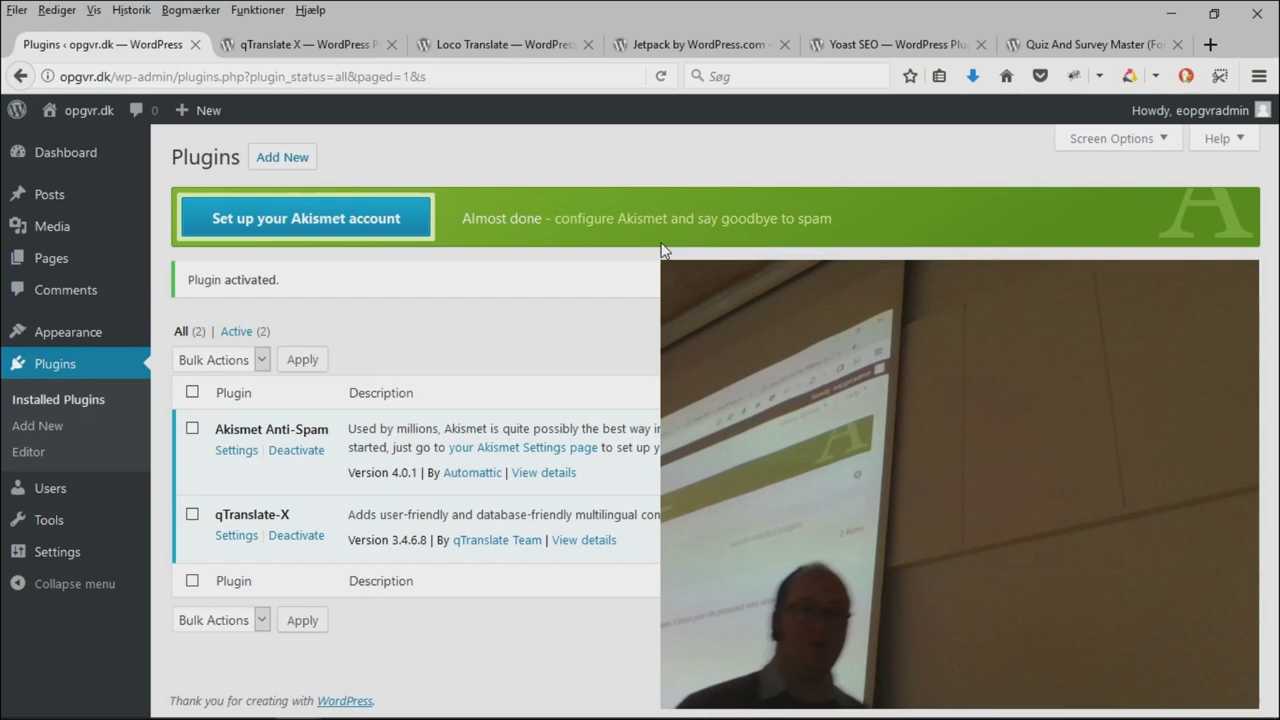 Filer Rediger Vis Historik Bogmærker Funktioner Hjælp
Plugins ‹ opgvr.dk — WordPress
qTranslate X — WordPress P
Loco Translate — WordPress
Jetpack by WordPress.com –
Yoast SEO — WordPress Plu
Quiz And Survey Master (For
opgvr.dk/wp-admin/plugins.php?plugin_status=all&paged=1&s
Søg
opgvr.dk 0 New
Howdy, eopgvradmin
Screen Options Help
Dashboard
Posts
Media
Pages
Comments
Appearance
Plugins
Installed Plugins
Add New
Editor
Users
Tools
Settings
Collapse menu
Plugins Add New
Set up your Akismet account
Almost done - configure Akismet and say goodbye to spam
A
Plugin activated.
All (2) | Active (2)
Bulk Actions Apply
Plugin Description
Akismet Anti-Spam
Settings | Deactivate
Used by millions, Akismet is quite possibly the best way in
started, just go to your Akismet Settings page to set up y
Version 4.0.1 | By Automattic | View details
qTranslate-X
Settings | Deactivate
Adds user-friendly and database-friendly multilingual con
Version 3.4.6.8 | By qTranslate Team | View details
Plugin Description
Bulk Actions Apply
Thank you for creating with WordPress.
A